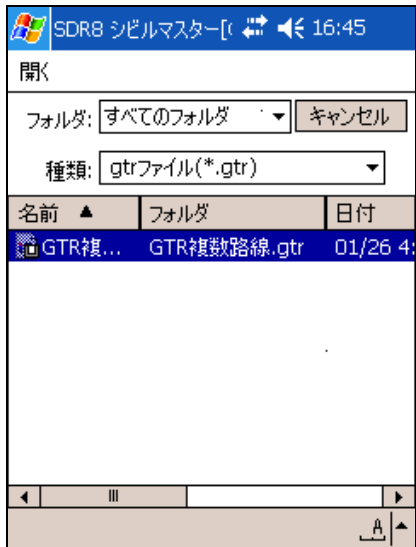 SDR8 シビルマスター[( 16:45
開く
フォルダ: すべてのフォルダ キャンセル
種類: gtrファイル(*.gtr)
名前 ▲ フォルダ 日付
GTR複... GTR複数路線.gtr 01/26 4:
A